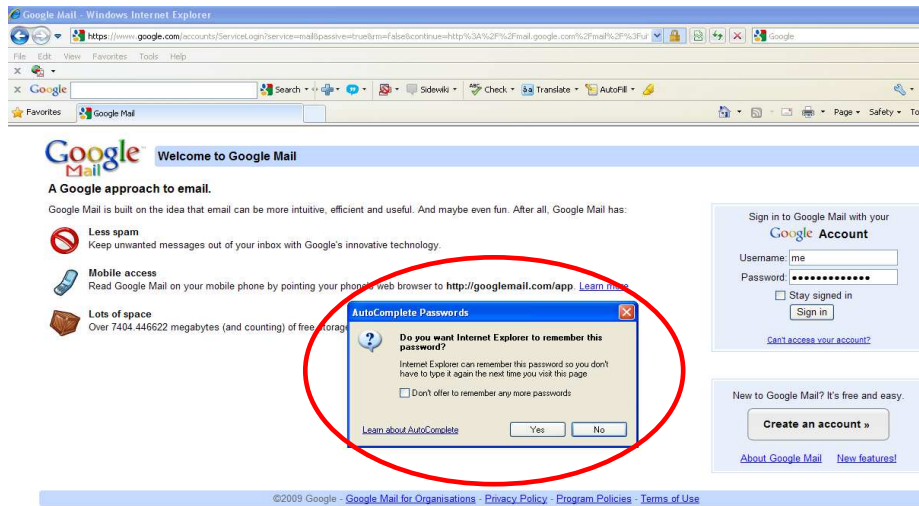 Google Mail - Windows Internet Explorer
https://www.google.com/accounts/ServiceLogin?service=mail&passive=true&rm=false&continue=http%3A%2F%2Fmail.google.com%2Fmail%2F%3Fui
Google
File Edit View Favorites Tools Help
x
x Google Search Sidewiki Check Translate AutoFill
Favorites Google Mail Page Safety To
Google Mail
Welcome to Google Mail
A Google approach to email.
Google Mail is built on the idea that email can be more intuitive, efficient and useful. And maybe even fun. After all, Google Mail has:
Less spam
Keep unwanted messages out of your inbox with Google's innovative technology.
Mobile access
Read Google Mail on your mobile phone by pointing your phone's web browser to http://googlemail.com/app. Learn more
Lots of space
Over 7404.446622 megabytes (and counting) of free storage
AutoComplete Passwords
Do you want Internet Explorer to remember this
password?
Internet Explorer can remember this password so you don't
have to type it again the next time you visit this page
Don't offer to remember any more passwords
Learn about AutoComplete Yes No
Sign in to Google Mail with your
Google Account
Username: me
Password: •••••••••••••
Stay signed in
Sign in
Can't access your account?
New to Google Mail? It's free and easy.
Create an account »
About Google Mail New features!
©2009 Google - Google Mail for Organisations - Privacy Policy - Program Policies - Terms of Use